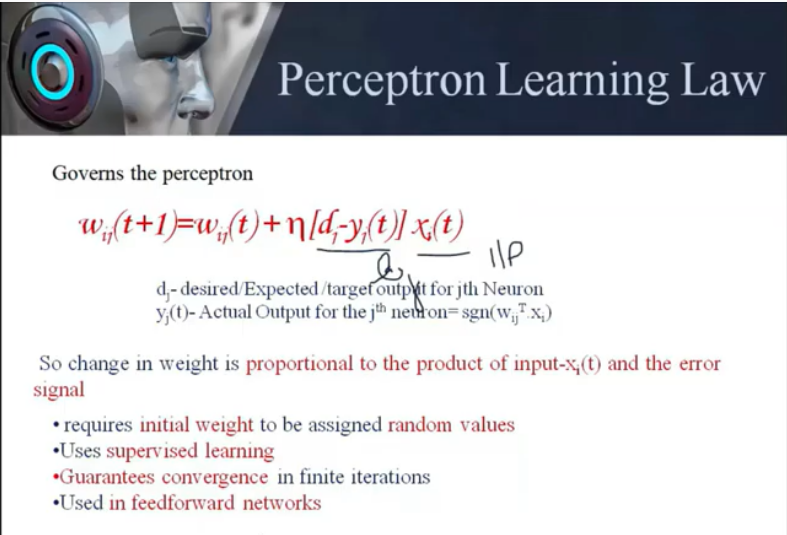 Perceptron Learning Law
Governs the perceptron
wᵢⱼ(t+1)=wᵢⱼ(t)+η[dⱼ-yⱼ(t)] xᵢ(t)
I/P
dⱼ- desired/Expected /target output for jth Neuron
yⱼ(t)- Actual Output for the jᵗʰ neuron= sgn(wᵢⱼᵀ.xᵢ)
So change in weight is proportional to the product of input-xᵢ(t) and the error
signal
• requires initial weight to be assigned random values
•Uses supervised learning
•Guarantees convergence in finite iterations
•Used in feedforward networks